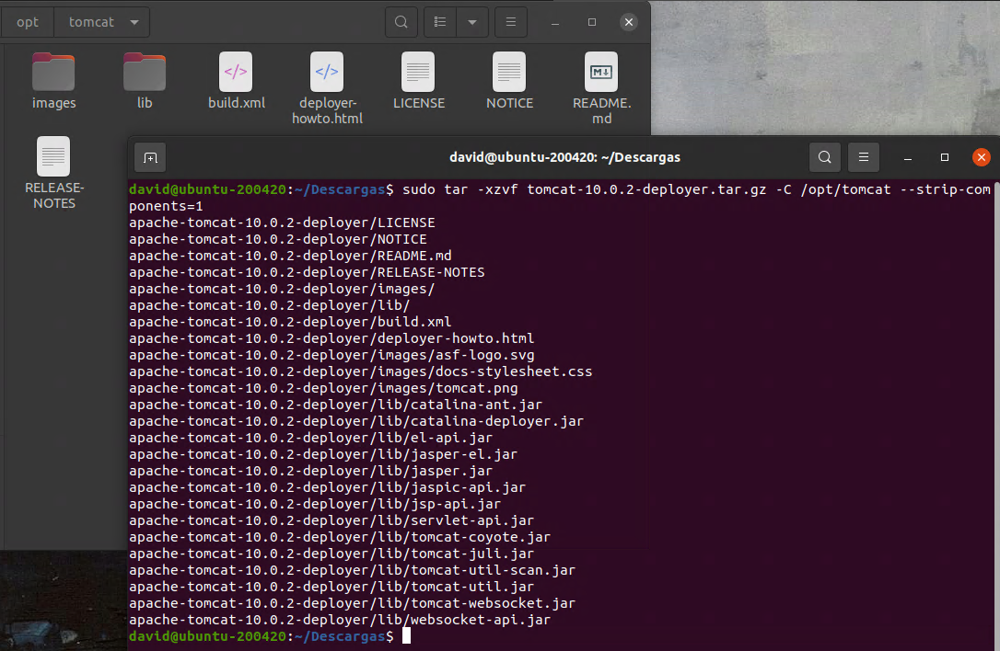 opt tomcat
images lib build.xml deployer- LICENSE NOTICE README.
howto.html md
RELEASE-
NOTES
david@ubuntu-200420: ~/Descargas
david@ubuntu-200420:~/Descargas$ sudo tar -xzvf tomcat-10.0.2-deployer.tar.gz -C /opt/tomcat --strip-com
ponents=1
apache-tomcat-10.0.2-deployer/LICENSE
apache-tomcat-10.0.2-deployer/NOTICE
apache-tomcat-10.0.2-deployer/README.md
apache-tomcat-10.0.2-deployer/RELEASE-NOTES
apache-tomcat-10.0.2-deployer/images/
apache-tomcat-10.0.2-deployer/lib/
apache-tomcat-10.0.2-deployer/build.xml
apache-tomcat-10.0.2-deployer/deployer-howto.html
apache-tomcat-10.0.2-deployer/images/asf-logo.svg
apache-tomcat-10.0.2-deployer/images/docs-stylesheet.css
apache-tomcat-10.0.2-deployer/images/tomcat.png
apache-tomcat-10.0.2-deployer/lib/catalina-ant.jar
apache-tomcat-10.0.2-deployer/lib/catalina-deployer.jar
apache-tomcat-10.0.2-deployer/lib/el-api.jar
apache-tomcat-10.0.2-deployer/lib/jasper-el.jar
apache-tomcat-10.0.2-deployer/lib/jasper.jar
apache-tomcat-10.0.2-deployer/lib/jaspic-api.jar
apache-tomcat-10.0.2-deployer/lib/jsp-api.jar
apache-tomcat-10.0.2-deployer/lib/servlet-api.jar
apache-tomcat-10.0.2-deployer/lib/tomcat-coyote.jar
apache-tomcat-10.0.2-deployer/lib/tomcat-juli.jar
apache-tomcat-10.0.2-deployer/lib/tomcat-util-scan.jar
apache-tomcat-10.0.2-deployer/lib/tomcat-util.jar
apache-tomcat-10.0.2-deployer/lib/tomcat-websocket.jar
apache-tomcat-10.0.2-deployer/lib/websocket-api.jar
david@ubuntu-200420:~/Descargas$